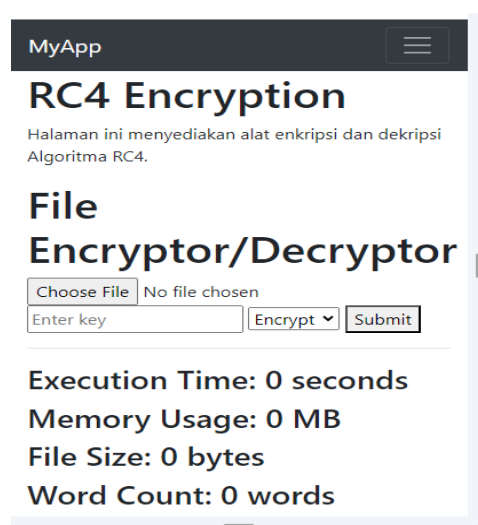 MyApp
RC4 Encryption
Halaman ini menyediakan alat enkripsi dan dekripsi
Algoritma RC4.
File
Encryptor/Decryptor
Choose File No file chosen
Enter key Encrypt Submit
Execution Time: 0 seconds
Memory Usage: 0 MB
File Size: 0 bytes
Word Count: 0 words